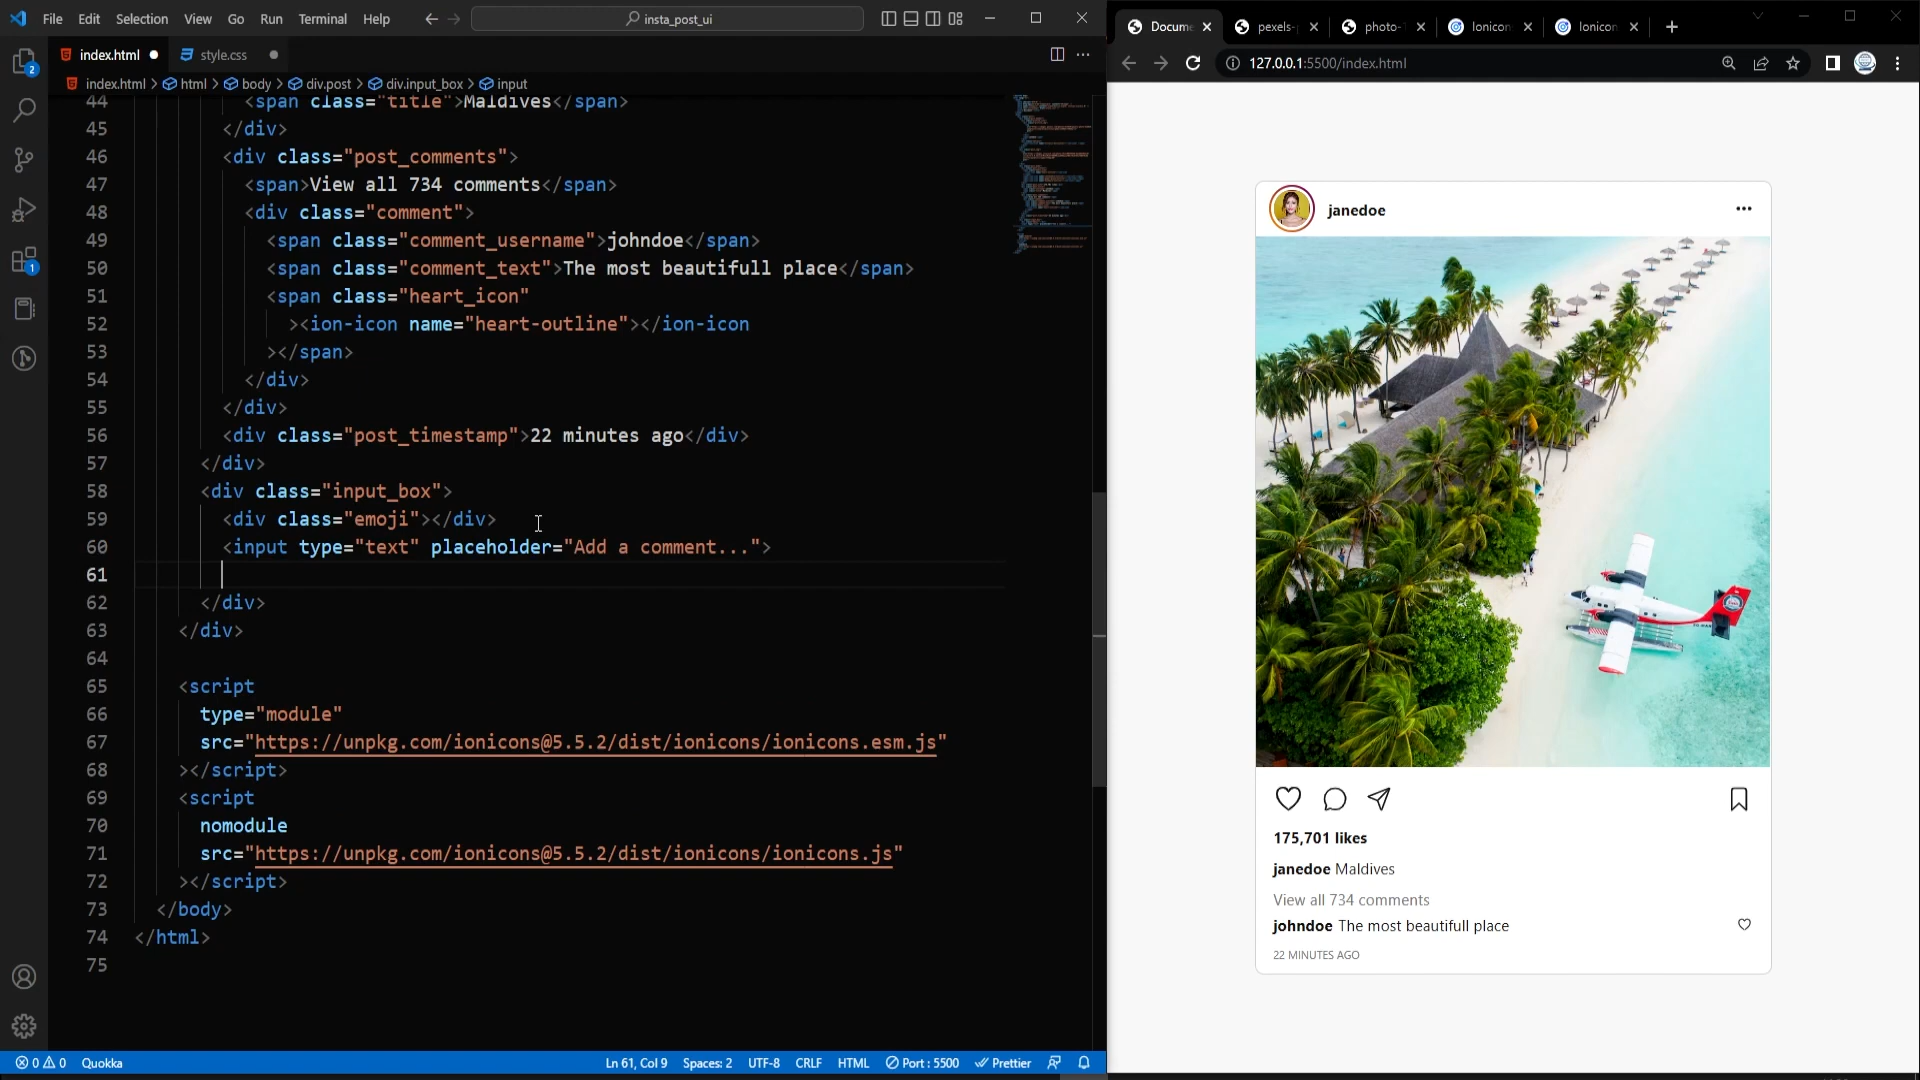 File Edit Selection View Go Run Terminal Help
insta_post_ui
index.html
style.css
index.html > html > body > div.post > div.input_box > input
44 <span class="title">Maldives</span>
45 </div>
46 <div class="post_comments">
47 <span>View all 734 comments</span>
48 <div class="comment">
49 <span class="comment_username">johndoe</span>
50 <span class="comment_text">The most beautifull place</span>
51 <span class="heart_icon"
52 ><ion-icon name="heart-outline"></ion-icon
53 ></span>
54 </div>
55 </div>
56 <div class="post_timestamp">22 minutes ago</div>
57 </div>
58 <div class="input_box">
59 <div class="emoji"></div>
60 <input type="text" placeholder="Add a comment...">
61
62 </div>
63 </div>
64
65 <script
66 type="module"
67 src="https://unpkg.com/ionicons@5.5.2/dist/ionicons/ionicons.esm.js"
68 ></script>
69 <script
70 nomodule
71 src="https://unpkg.com/ionicons@5.5.2/dist/ionicons/ionicons.js"
72 ></script>
73 </body>
74 </html>
75
2
1
0 0 Quokka Ln 61, Col 9 Spaces: 2 UTF-8 CRLF HTML Port : 5500 Prettier
Docume pexels- photo- Ionicon Ionicon
127.0.0.1:5500/index.html
janedoe
175,701 likes
janedoe Maldives
View all 734 comments
johndoe The most beautifull place
22 MINUTES AGO